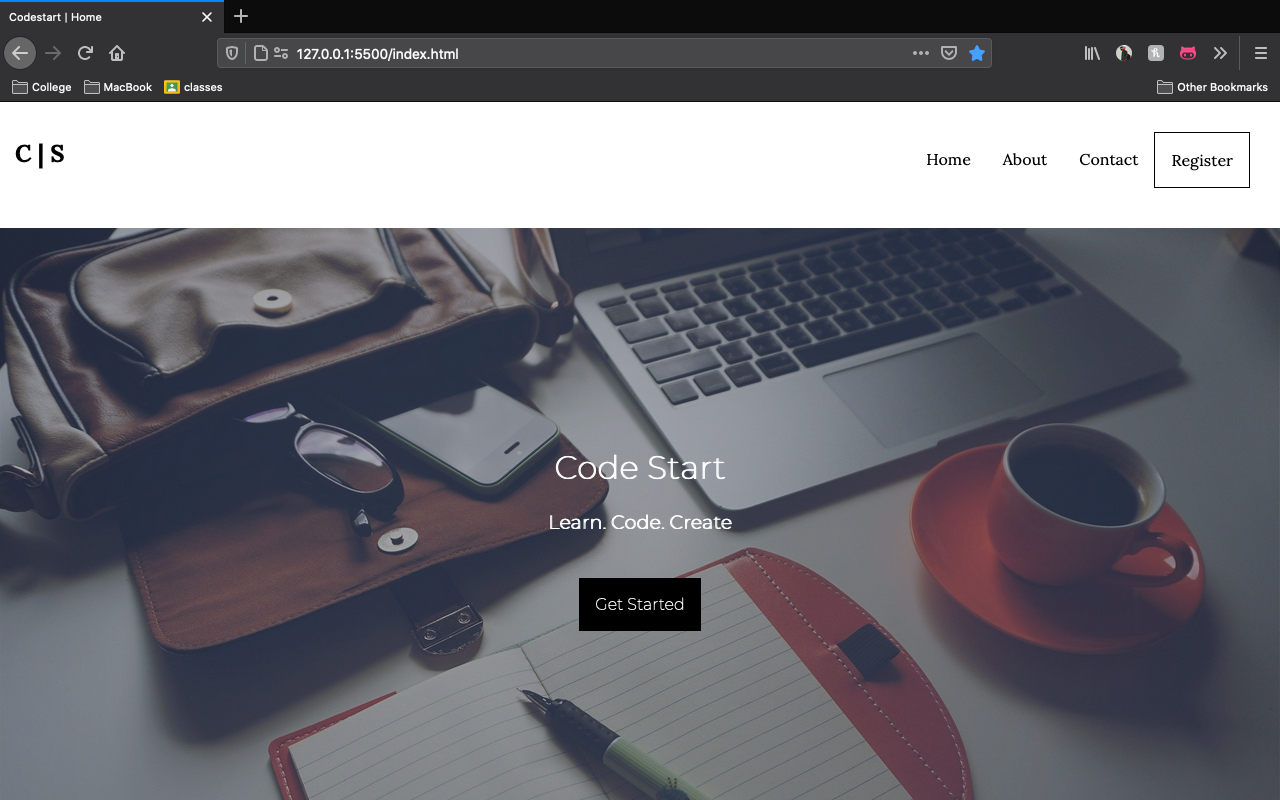 Codestart | Home
127.0.0.1:5500/index.html
College MacBook classes Other Bookmarks
C|S Home About Contact Register
Code Start
Learn. Code. Create
Get Started